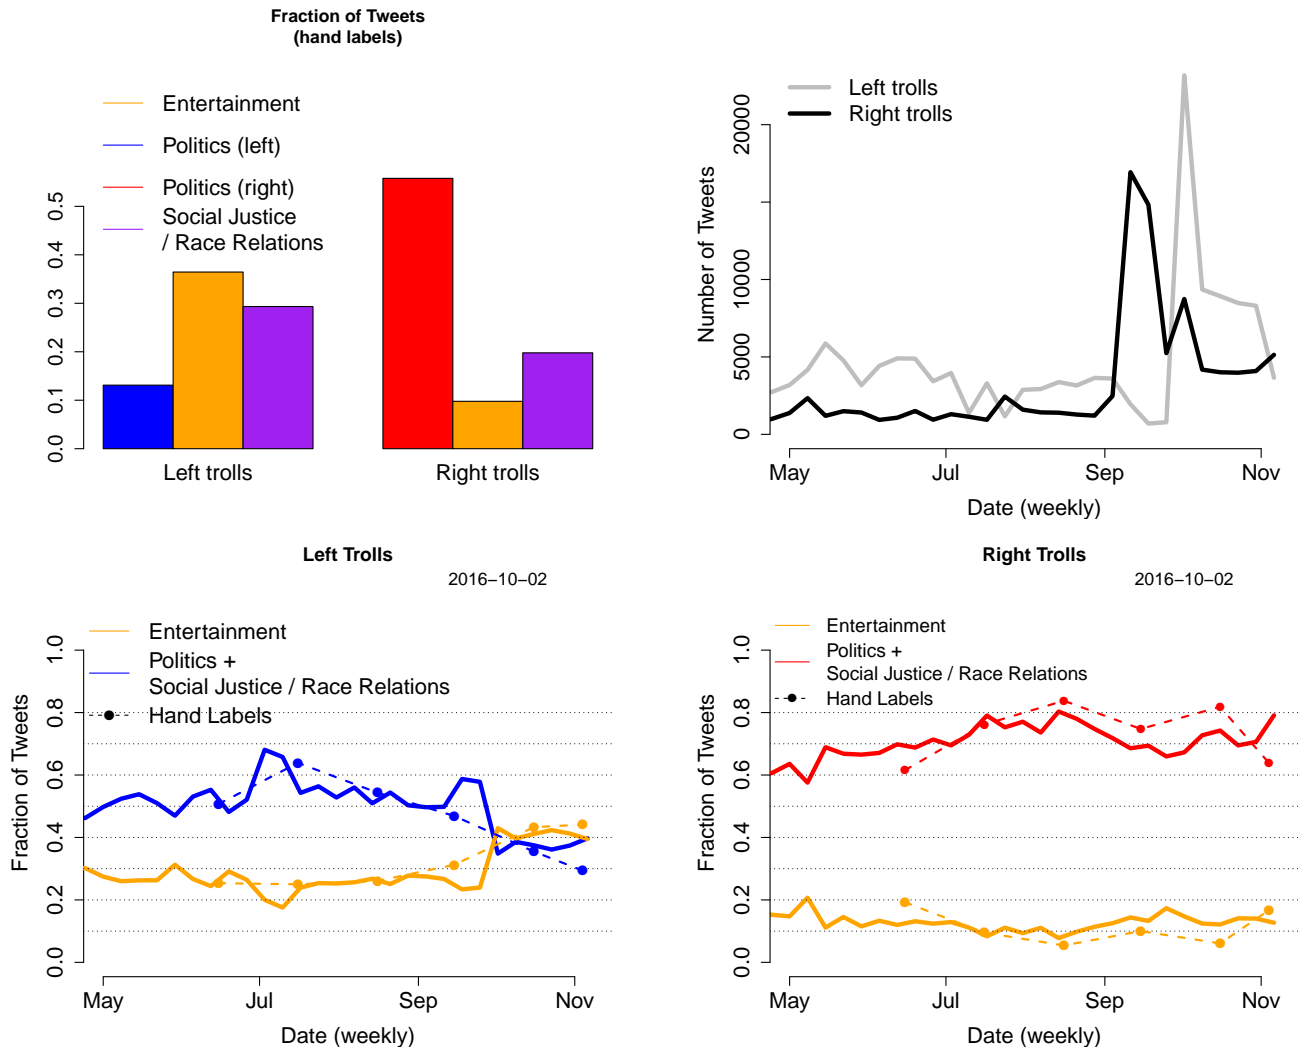 Fraction of Tweets
(hand labels)
Entertainment
Politics (left)
Politics (right)
Social Justice
/ Race Relations
0.0
0.1
0.2
0.3
0.4
0.5
Left trolls
Right trolls
Left trolls
Right trolls
Number of Tweets
0
5000
10000
20000
May
Jul
Sep
Nov
Date (weekly)
Left Trolls
2016−10−02
Entertainment
Politics +
Social Justice / Race Relations
Hand Labels
Fraction of Tweets
0.0
0.2
0.4
0.6
0.8
1.0
May
Jul
Sep
Nov
Date (weekly)
Right Trolls
2016−10−02
Entertainment
Politics +
Social Justice / Race Relations
Hand Labels
Fraction of Tweets
0.0
0.2
0.4
0.6
0.8
1.0
May
Jul
Sep
Nov
Date (weekly)